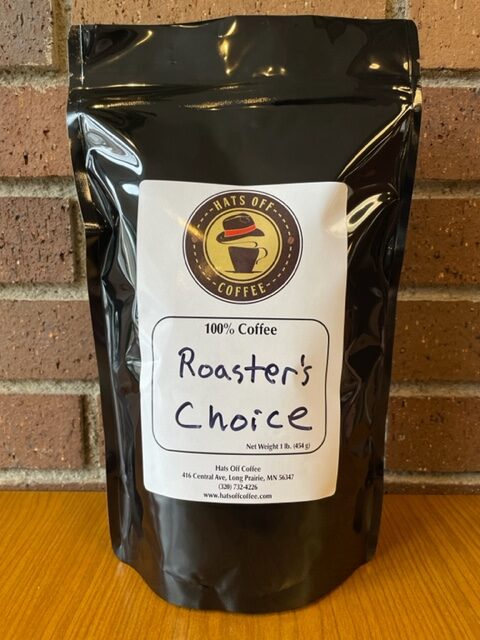 HATS OFF
COFFEE
100% Coffee
Roaster's
Choice
Net Weight 1 lb. (454 g)
Hats Off Coffee
416 Central Ave, Long Prairie, MN 56347
(320) 732-4226
www.hatsoffcoffee.com